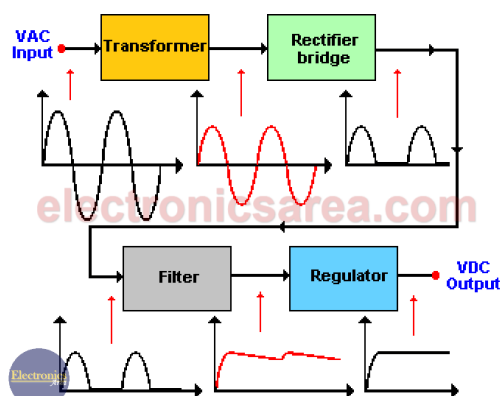 VAC
Input
Transformer
Rectifier
bridge
electronicsarea.com
Filter
Regulator
VDC
Output
Electronics